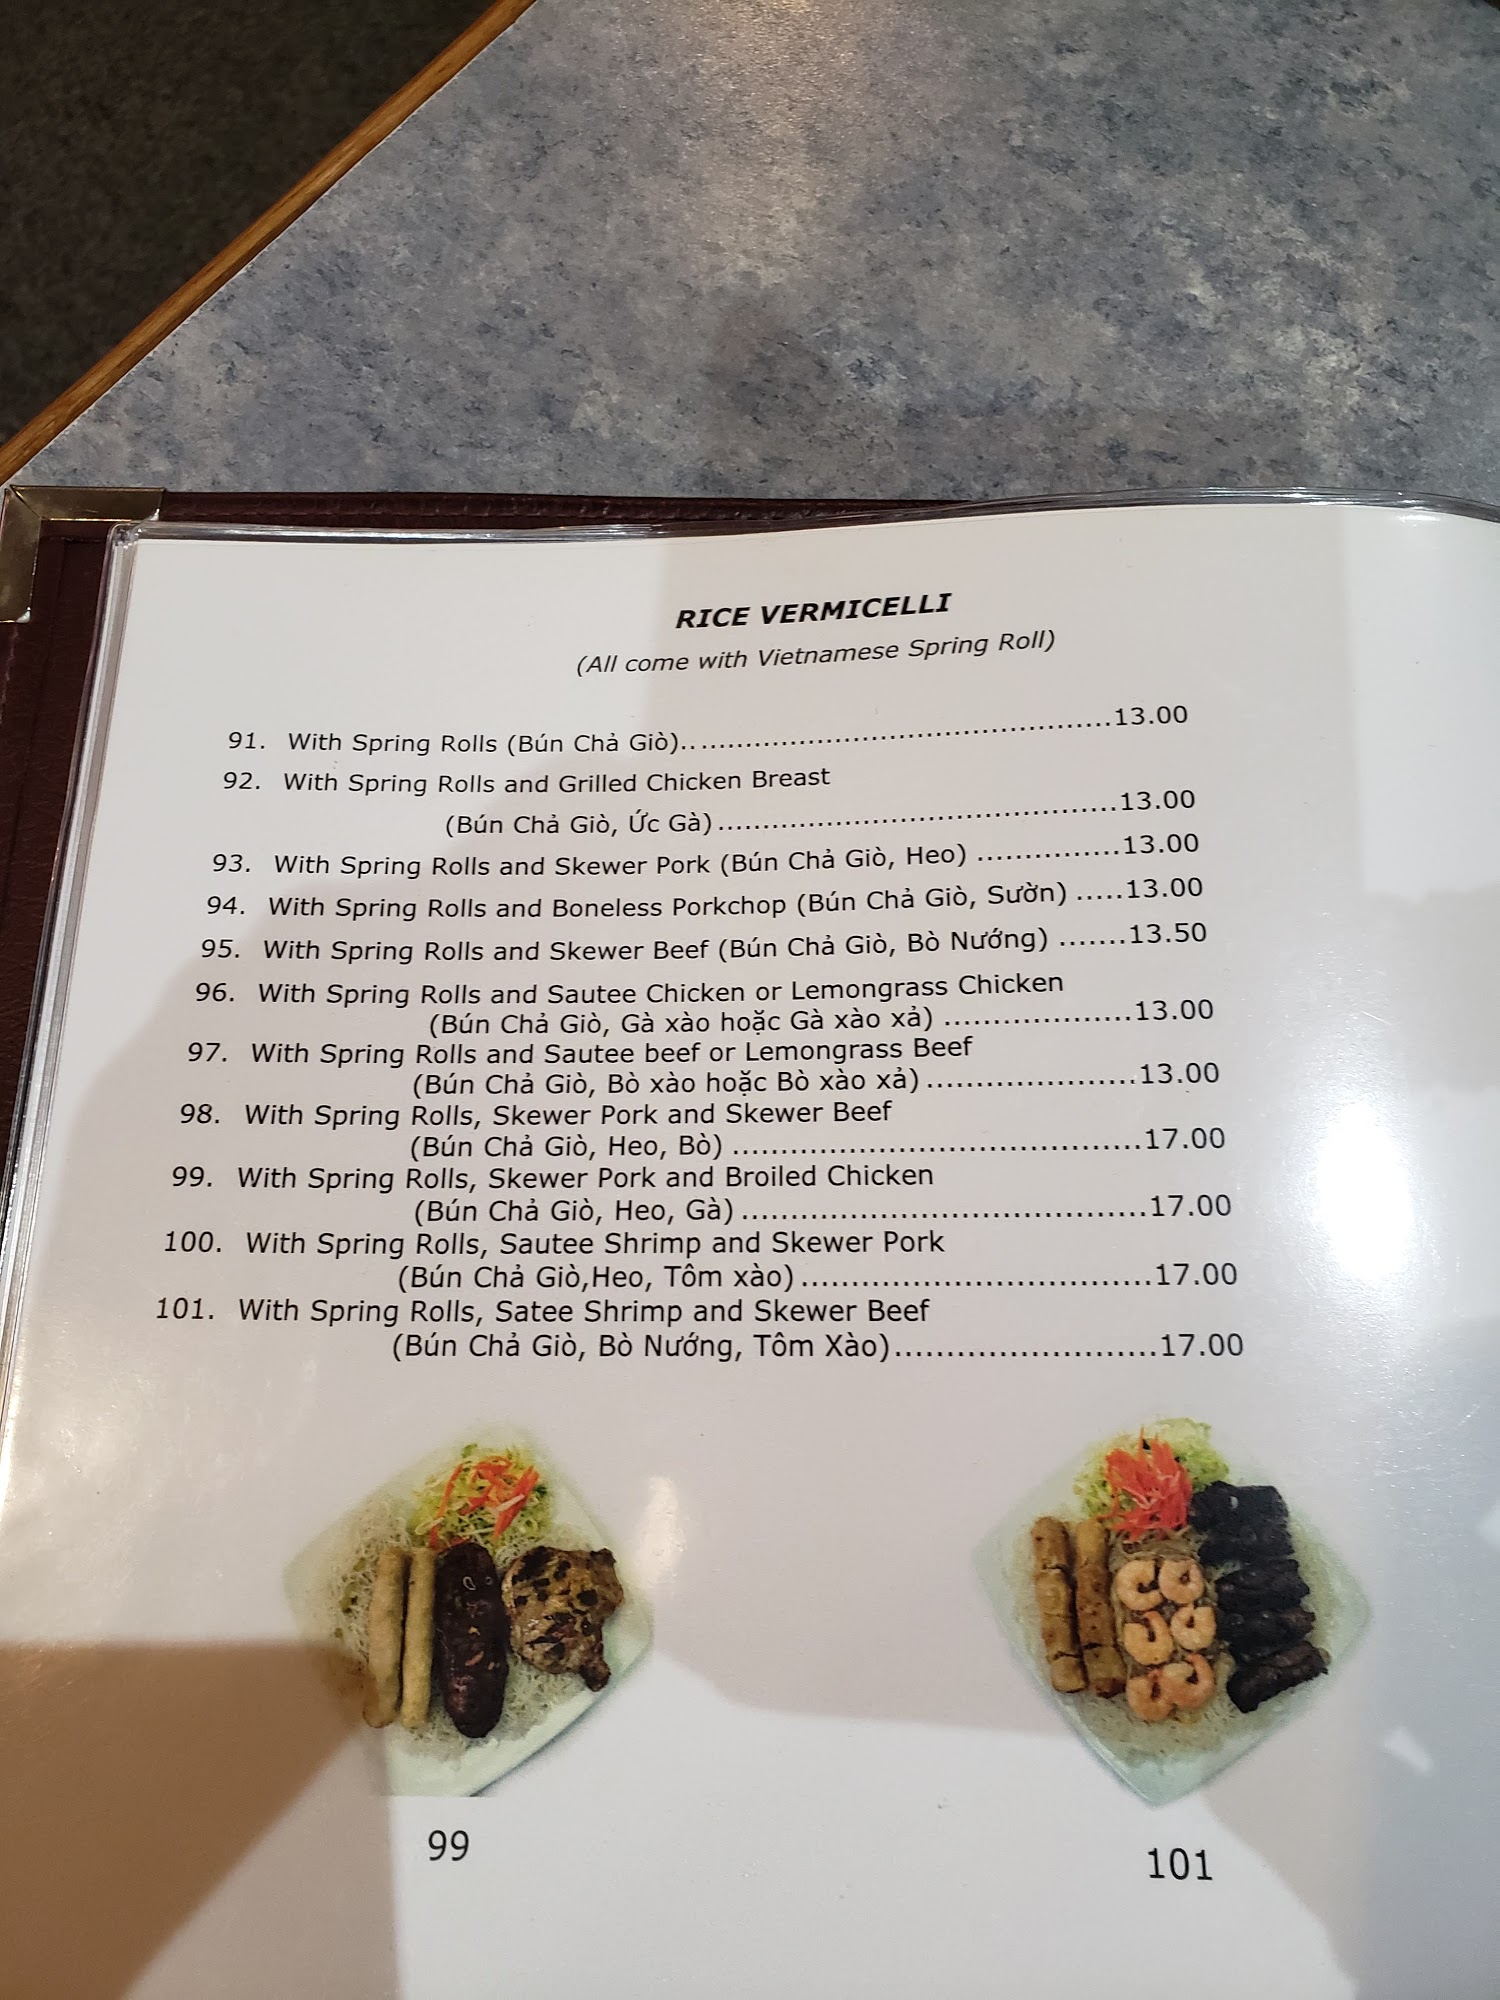 RICE VERMICELLI
(All come with Vietnamese Spring Roll)
91. With Spring Rolls (Bún Chả Giò)..............................................13.00
92. With Spring Rolls and Grilled Chicken Breast
(Bún Chả Giò, Ức Gà)............................................13.00
93. With Spring Rolls and Skewer Pork (Bún Chả Giò, Heo) ................13.00
94. With Spring Rolls and Boneless Porkchop (Bún Chả Giò, Sườn) .....13.00
95. With Spring Rolls and Skewer Beef (Bún Chả Giò, Bò Nướng) .......13.50
96. With Spring Rolls and Sautee Chicken or Lemongrass Chicken
(Bún Chả Giò, Gà xào hoặc Gà xào xả) ...................13.00
97. With Spring Rolls and Sautee beef or Lemongrass Beef
(Bún Chả Giò, Bò xào hoặc Bò xào xả)......................13.00
98. With Spring Rolls, Skewer Pork and Skewer Beef
(Bún Chả Giò, Heo, Bò) ........................................17.00
99. With Spring Rolls, Skewer Pork and Broiled Chicken
(Bún Chả Giò, Heo, Gà).......................................17.00
100. With Spring Rolls, Sautee Shrimp and Skewer Pork
(Bún Chả Giò,Heo, Tôm xào)..................................17.00
101. With Spring Rolls, Satee Shrimp and Skewer Beef
(Bún Chả Giò, Bò Nướng, Tôm Xào).........................17.00
99
101